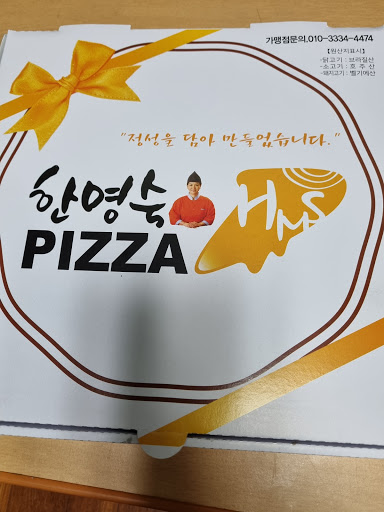 가맹점문의.010-3334-4474
【원산지표시】
-닭고기 : 브라질산
-소고기 : 호 주 산
-돼지고기 : 벨기에산
"정성을 담아 만들었습니다."
한명숙
PIZZA
HMS